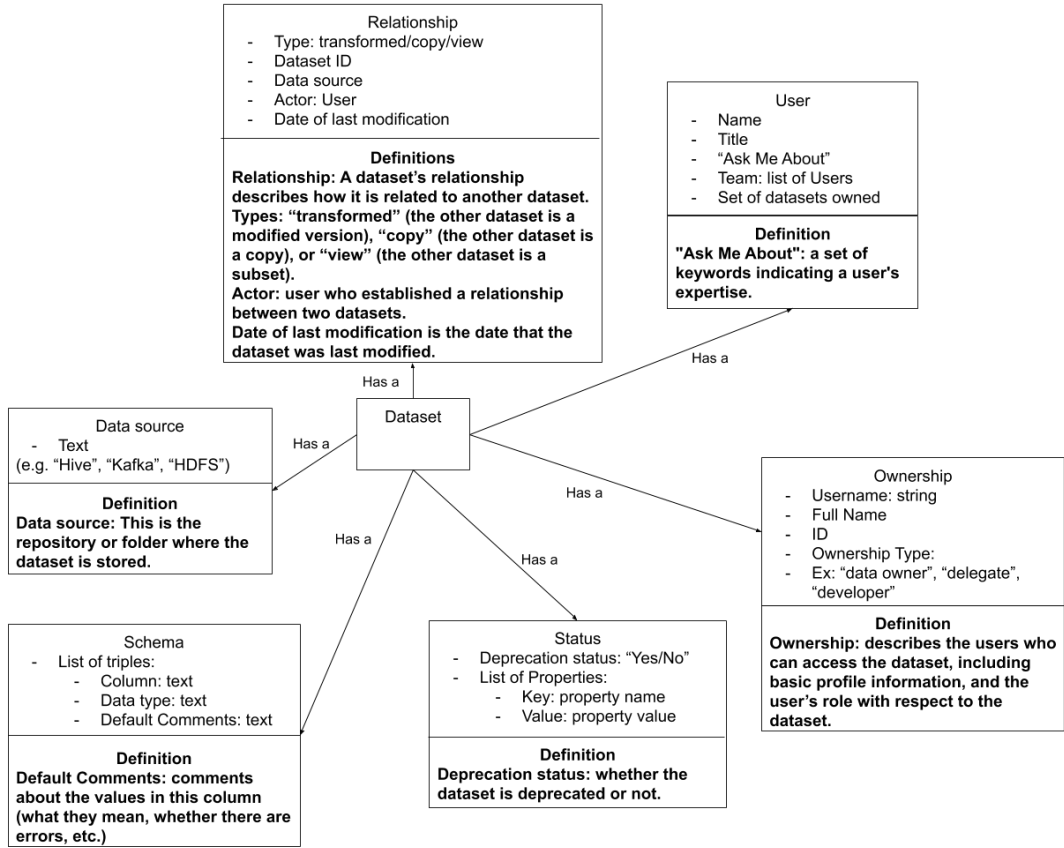 Relationship
- Type: transformed/copy/view
- Dataset ID
- Data source
- Actor: User
- Date of last modification
Definitions
Relationship: A dataset's relationship
describes how it is related to another dataset.
Types: “transformed” (the other dataset is a
modified version), “copy” (the other dataset is
a copy), or “view” (the other dataset is a
subset).
Actor: user who established a relationship
between two datasets.
Date of last modification is the date that the
dataset was last modified.
User
- Name
- Title
- “Ask Me About”
- Team: list of Users
- Set of datasets owned
Definition
"Ask Me About": a set of
keywords indicating a user's
expertise.
Has a
Has a
Dataset
Has a
Has a
Has a
Has a
Data source
- Text
(e.g. “Hive”, “Kafka”, “HDFS”)
Definition
Data source: This is the
repository or folder where the
dataset is stored.
Ownership
- Username: string
- Full Name
- ID
- Ownership Type:
- Ex: “data owner”, “delegate”,
“developer”
Definition
Ownership: describes the users who
can access the dataset, including
basic profile information, and the
user’s role with respect to the
dataset.
Schema
- List of triples:
- Column: text
- Data type: text
- Default Comments: text
Definition
Default Comments: comments
about the values in this column
(what they mean, whether there are
errors, etc.)
Status
- Deprecation status: “Yes/No”
- List of Properties:
- Key: property name
- Value: property value
Definition
Deprecation status: whether the
dataset is deprecated or not.